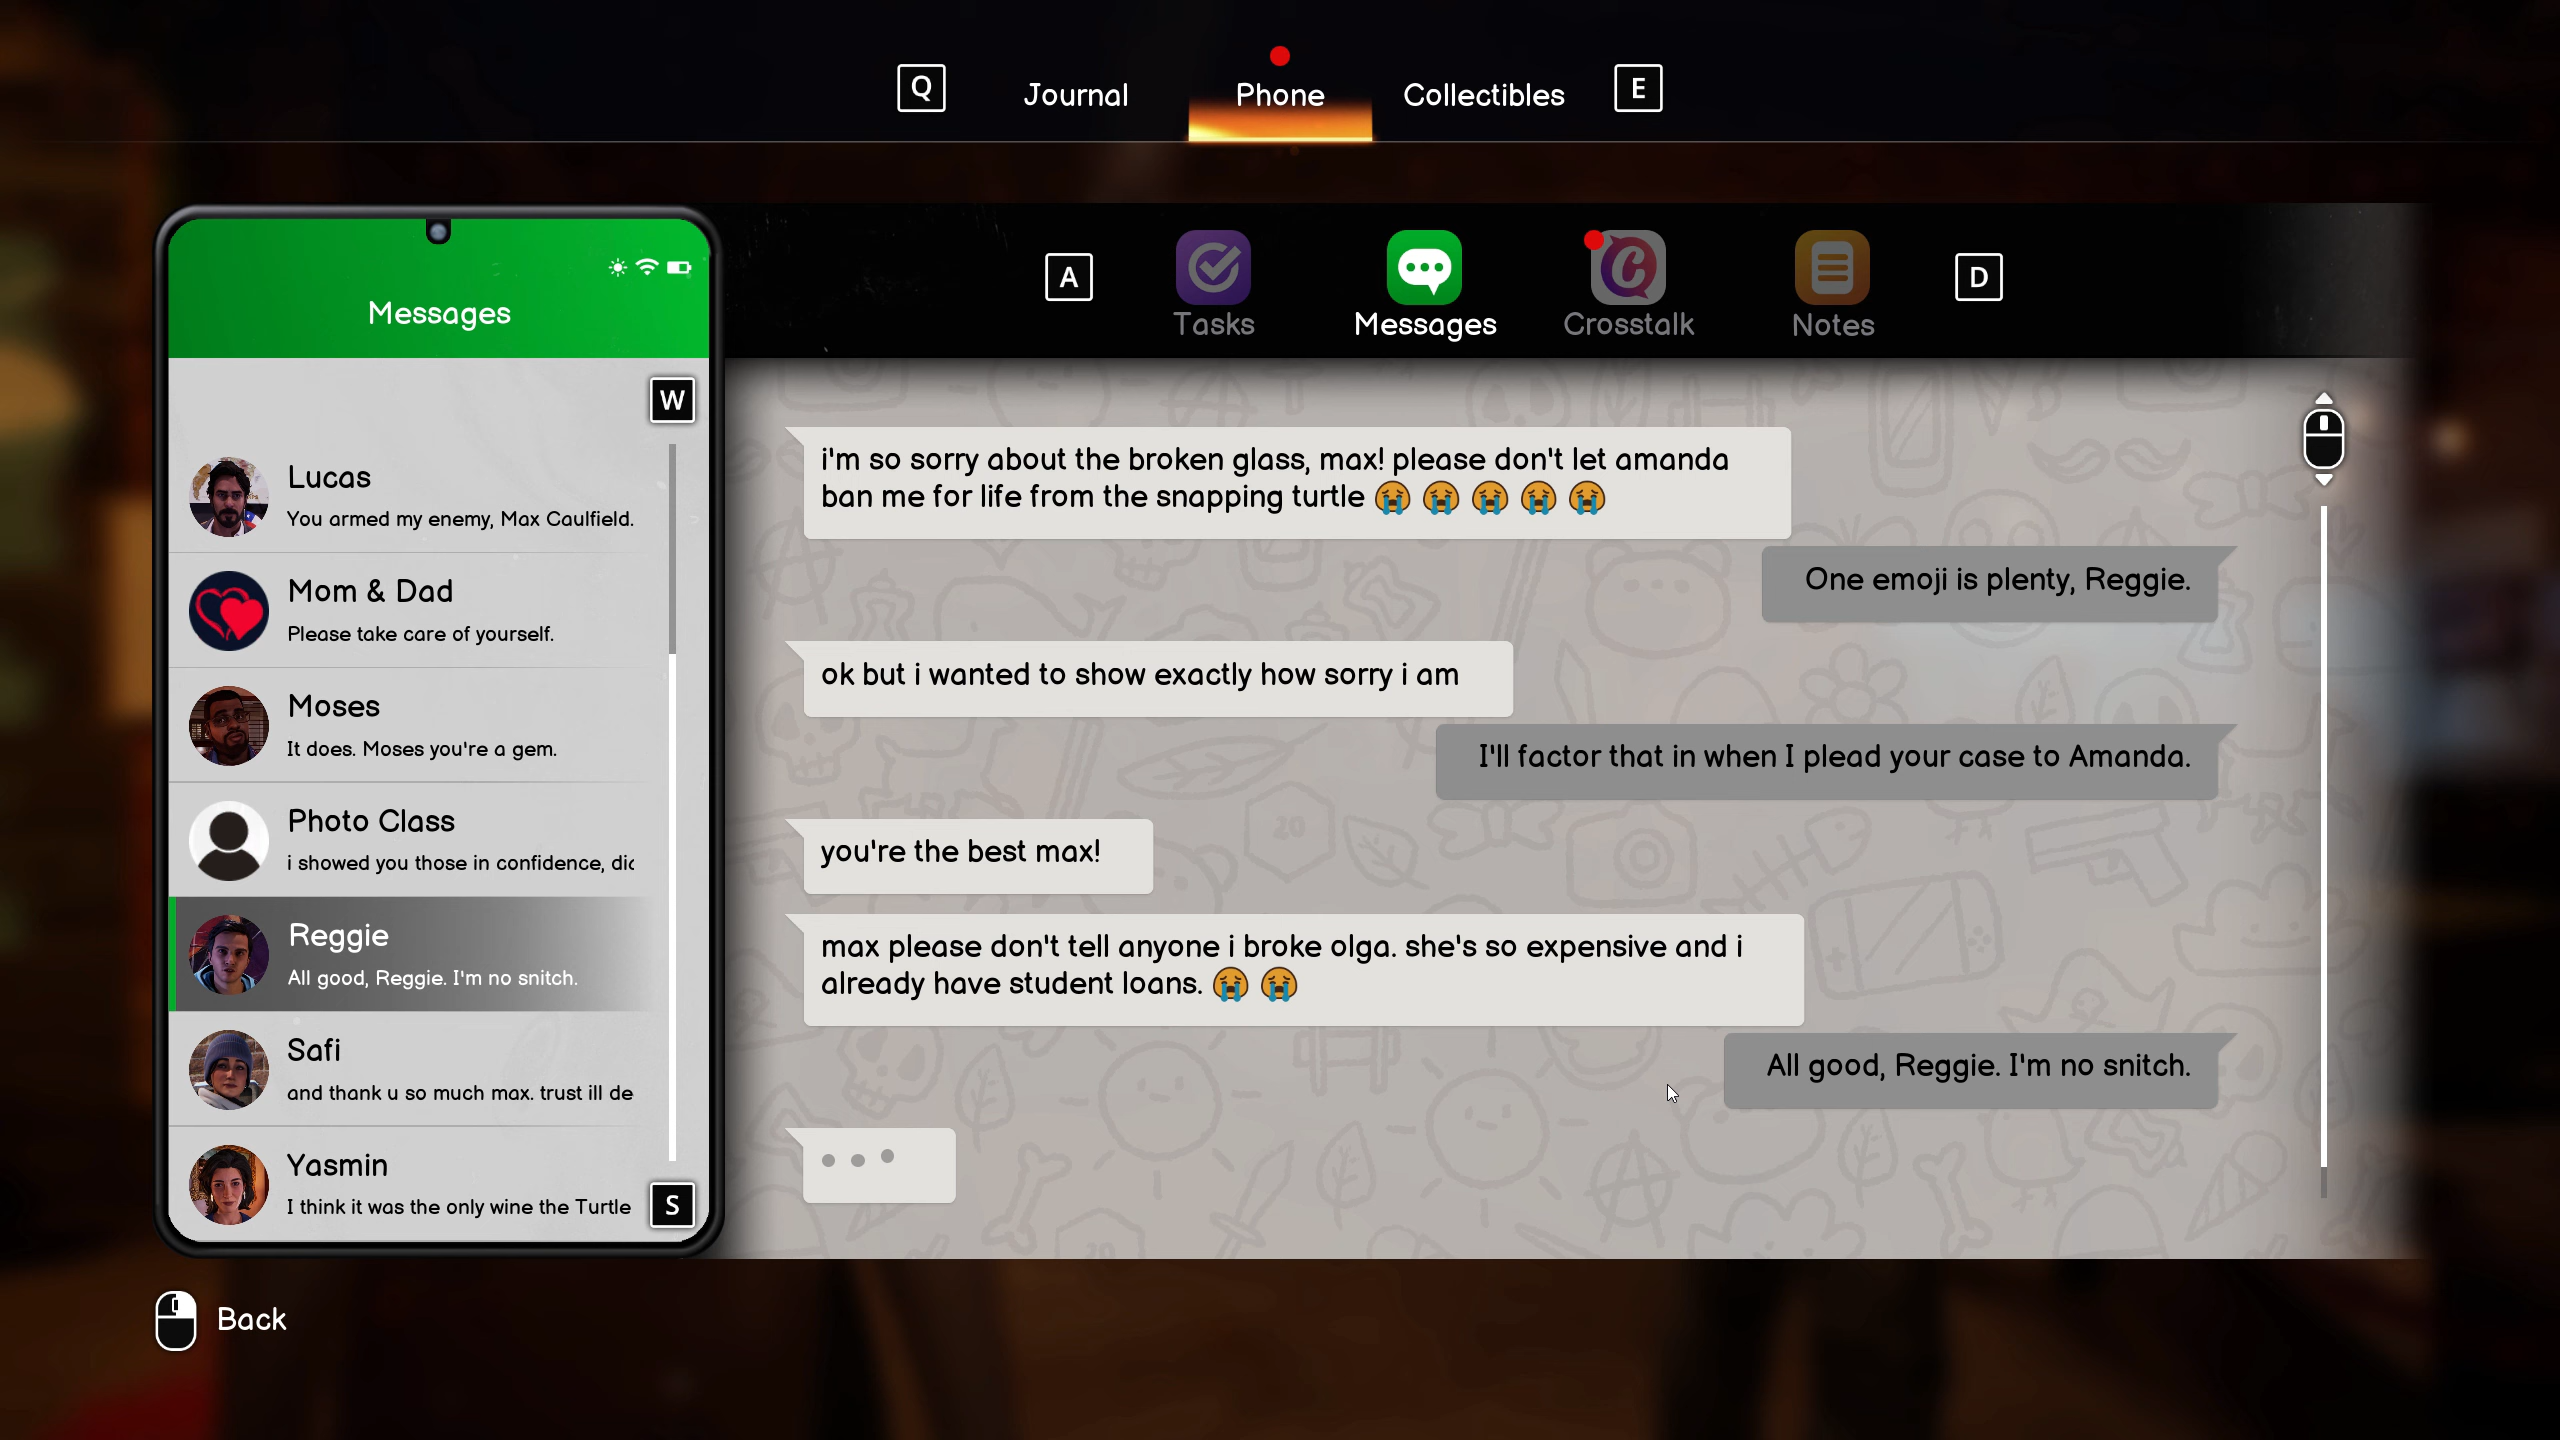 Q
Journal
Phone
Collectibles
E
Messages
A
Tasks
Messages
Crosstalk
Notes
D
W
Lucas
You armed my enemy, Max Caulfield.
Mom & Dad
Please take care of yourself.
Moses
It does. Moses you're a gem.
Photo Class
i showed you those in confidence, dic
Reggie
All good, Reggie. I'm no snitch.
Safi
and thank u so much max. trust ill de
Yasmin
I think it was the only wine the Turtle
S
i'm so sorry about the broken glass, max! please don't let amanda
ban me for life from the snapping turtle 😭 😭 😭 😭 😭
One emoji is plenty, Reggie.
ok but i wanted to show exactly how sorry i am
I'll factor that in when I plead your case to Amanda.
you're the best max!
max please don't tell anyone i broke olga. she's so expensive and i
already have student loans. 😭 😭
All good, Reggie. I'm no snitch.
20
20
Back